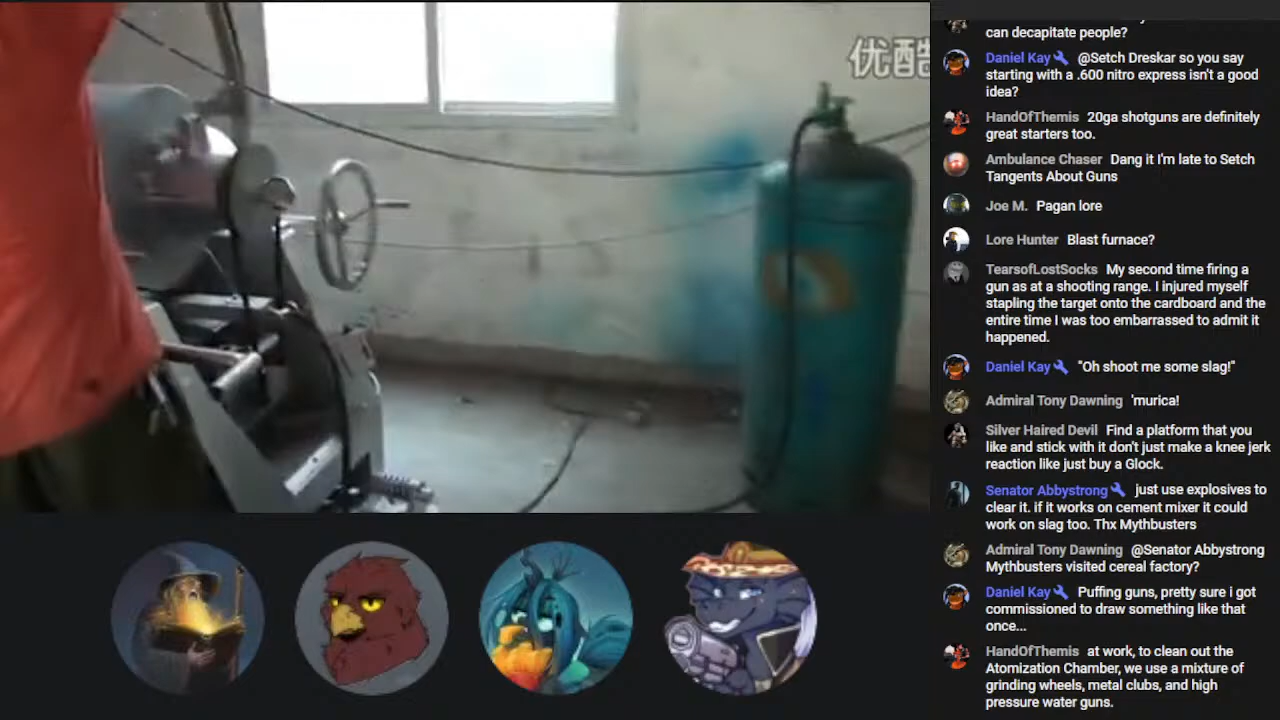 优酷
can decapitate people?
Daniel Kay @Setch Dreskar so you say
starting with a .600 nitro express isn't a good
idea?
HandOfThemis 20ga shotguns are definitely
great starters too.
Ambulance Chaser Dang it I'm late to Setch
Tangents About Guns
Joe M. Pagan lore
Lore Hunter Blast furnace?
TearsofLostSocks My second time firing a
gun as at a shooting range. I injured myself
stapling the target onto the cardboard and the
entire time I was too embarrassed to admit it
happened.
Daniel Kay "Oh shoot me some slag!"
Admiral Tony Dawning 'murica!
Silver Haired Devil Find a platform that you
like and stick with it don't just make a knee jerk
reaction like just buy a Glock.
Senator Abbystrong just use explosives to
clear it. if it works on cement mixer it could
work on slag too. Thx Mythbusters
Admiral Tony Dawning @Senator Abbystrong
Mythbusters visited cereal factory?
Daniel Kay Puffing guns, pretty sure i got
commissioned to draw something like that
once...
HandOfThemis at work, to clean out the
Atomization Chamber, we use a mixture of
grinding wheels, metal clubs, and high
pressure water guns.